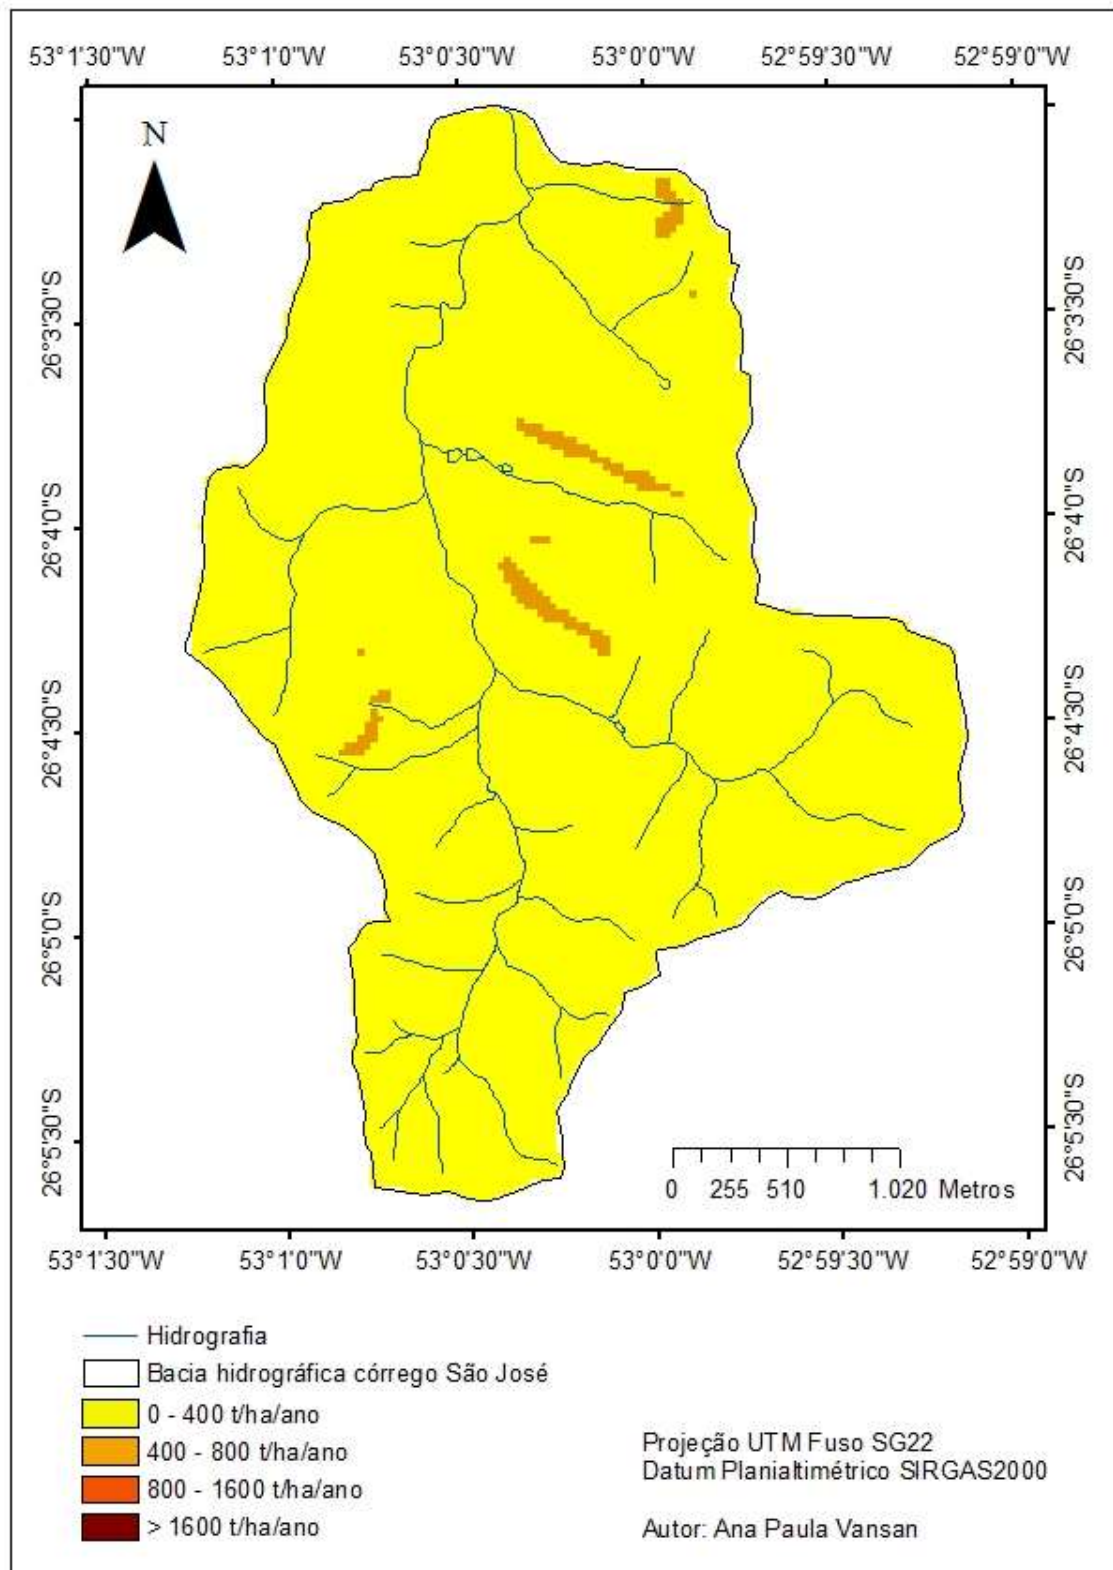 53°1'30"W 53°1'0"W 53°0'30"W 53°0'0"W 52°59'30"W 52°59'0"W
N
26°3'30"S 26°3'30"S
26°4'0"S 26°4'0"S
26°4'30"S 26°4'30"S
26°5'0"S 26°5'0"S
26°5'30"S 26°5'30"S
0 255 510 1.020 Metros
53°1'30"W 53°1'0"W 53°0'30"W 53°0'0"W 52°59'30"W 52°59'0"W
Hidrografia
Bacia hidrográfica córrego São José
0 - 400 t/ha/ano
400 - 800 t/ha/ano
800 - 1600 t/ha/ano
> 1600 t/ha/ano
Projeção UTM Fuso SG22
Datum Planialtimétrico SIRGAS2000
Autor: Ana Paula Vansan